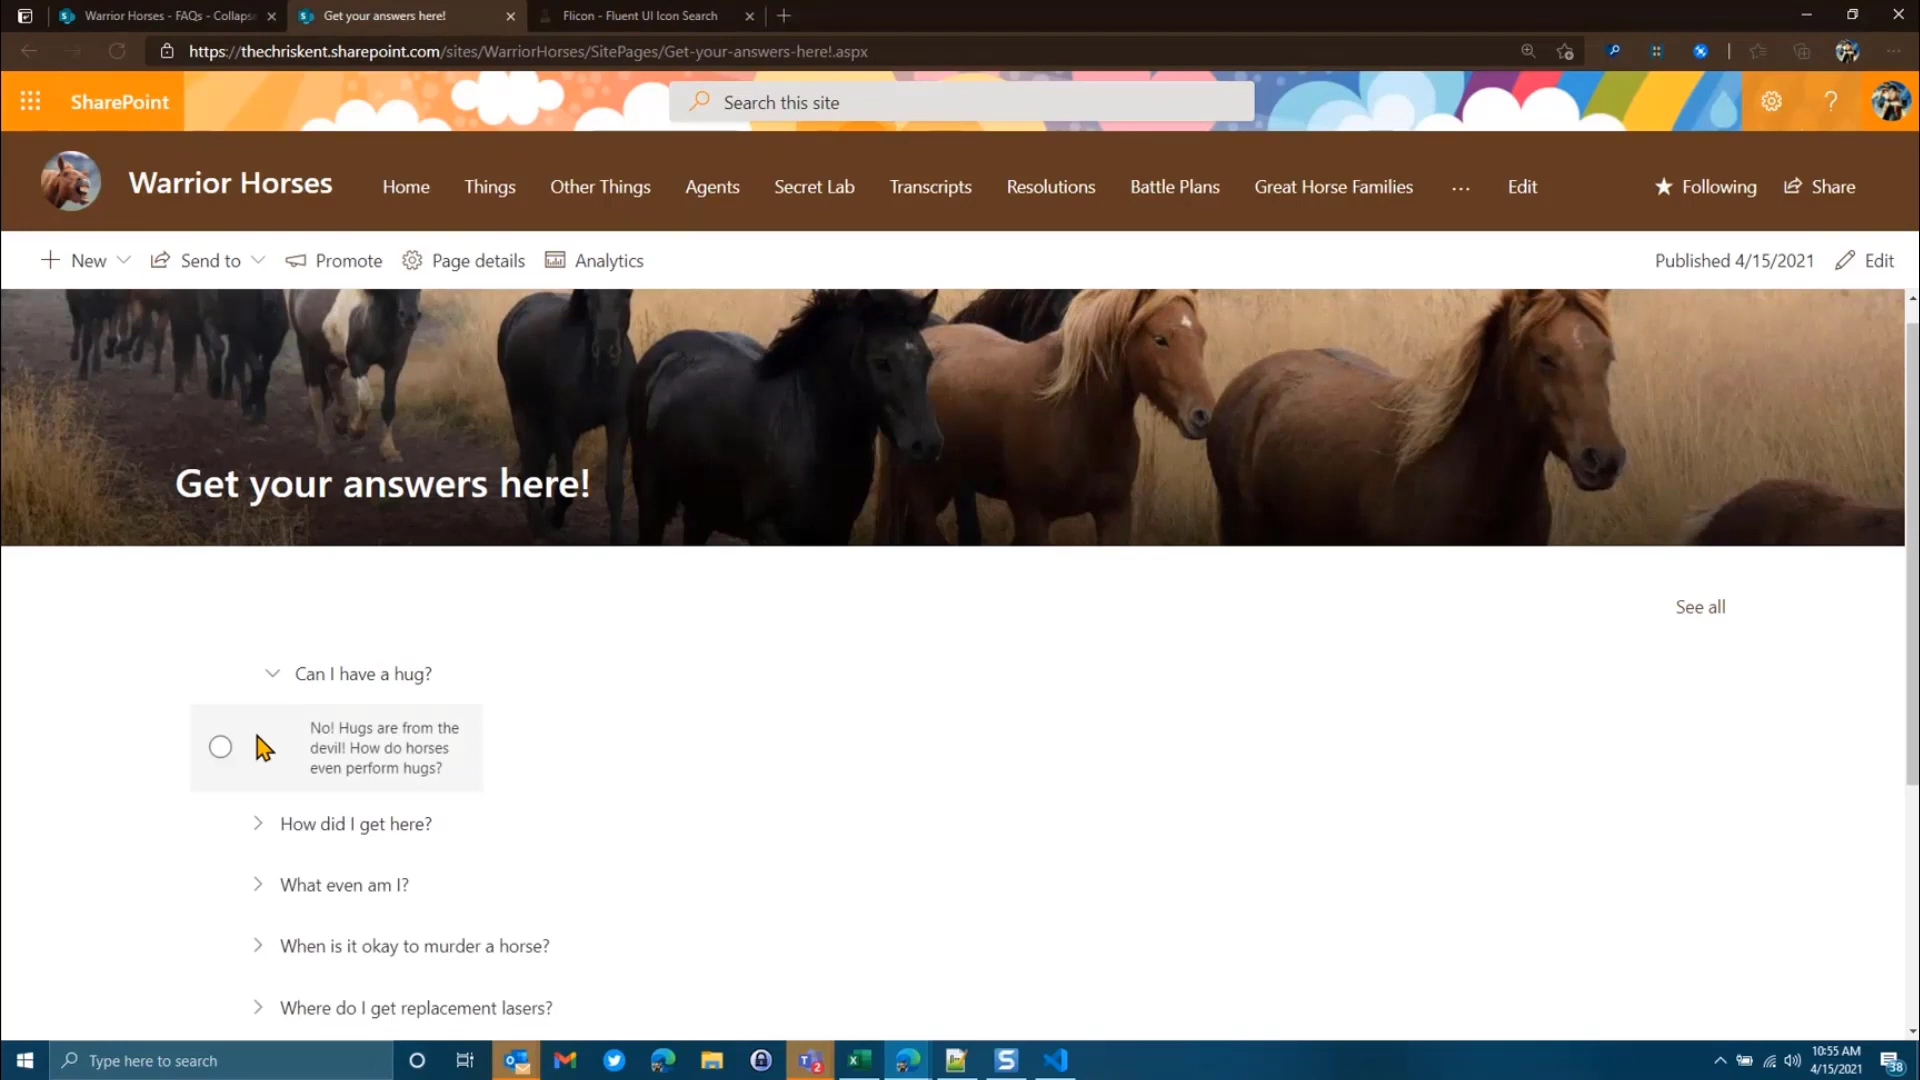 Warrior Horses - FAQs - Collaps
Get your answers here!
Flicon - Fluent UI Icon Search
https://thechriskent.sharepoint.com/sites/WarriorHorses/SitePages/Get-your-answers-here!.aspx
SharePoint
Search this site
Warrior Horses
Home Things Other Things Agents Secret Lab Transcripts Resolutions Battle Plans Great Horse Families ... Edit
Following Share
New Send to Promote Page details Analytics
Published 4/15/2021 Edit
Get your answers here!
See all
Can I have a hug?
No! Hugs are from the
devil! How do horses
even perform hugs?
How did I get here?
What even am I?
When is it okay to murder a horse?
Where do I get replacement lasers?
Type here to search
10:55 AM
4/15/2021
38